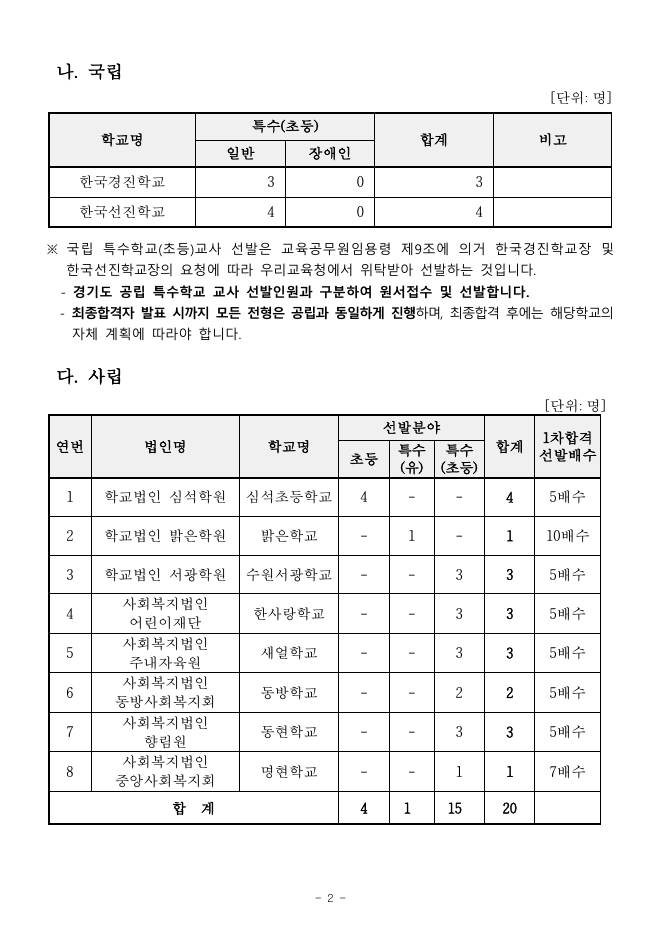 나. 국립
[단위: 명]
학교명 특수(초등) 합계 비고
일반 장애인
한국경진학교 3 0 3
한국선진학교 4 0 4
※ 국립 특수학교(초등)교사 선발은 교육공무원임용령 제9조에 의거 한국경진학교장 및
한국선진학교장의 요청에 따라 우리교육청에서 위탁받아 선발하는 것입니다.
- 경기도 공립 특수학교 교사 선발인원과 구분하여 원서접수 및 선발합니다.
- 최종합격자 발표 시까지 모든 전형은 공립과 동일하게 진행하며, 최종합격 후에는 해당학교의
자체 계획에 따라야 합니다.
다. 사립
[단위: 명]
연번 법인명 학교명 선발분야 합계 1차합격
선발배수
초등 특수
(유) 특수
(초등)
1 학교법인 심석학원 심석초등학교 4 - - 4 5배수
2 학교법인 밝은학원 밝은학교 - 1 - 1 10배수
3 학교법인 서광학원 수원서광학교 - - 3 3 5배수
4 사회복지법인
어린이재단 한사랑학교 - - 3 3 5배수
5 사회복지법인
주내자육원 새얼학교 - - 3 3 5배수
6 사회복지법인
동방사회복지회 동방학교 - - 2 2 5배수
7 사회복지법인
향림원 동현학교 - - 3 3 5배수
8 사회복지법인
중앙사회복지회 명현학교 - - 1 1 7배수
합 계 4 1 15 20
- 2 -